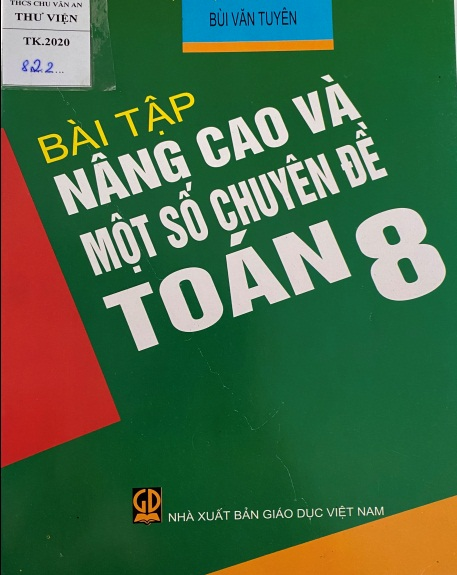 THCS CHU VĂN AN
THƯ VIỆN
TK.2020
822...
BÙI VĂN TUYÊN
BÀI TẬP
NÂNG CAO VÀ
MỘT SỐ CHUYÊN ĐỀ
TOÁN 8
GD
NHÀ XUẤT BẢN GIÁO DỤC VIỆT NAM